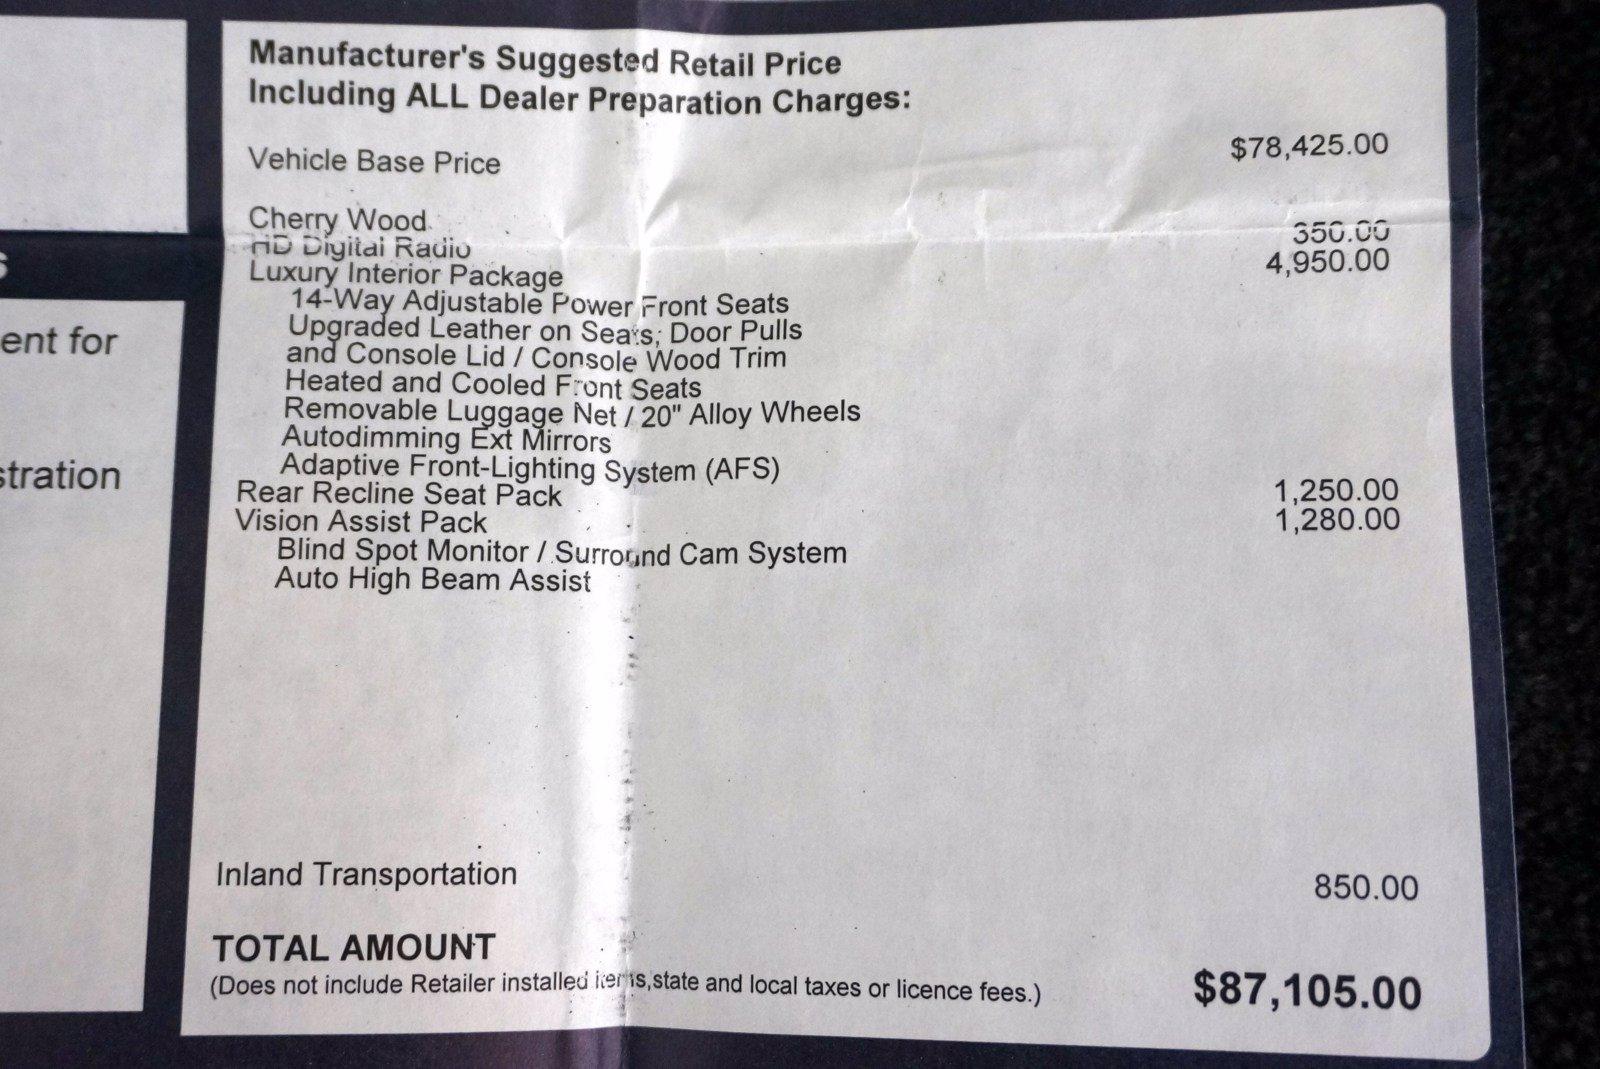 Manufacturer's Suggested Retail Price
Including ALL Dealer Preparation Charges:
Vehicle Base Price $78,425.00
Cherry Wood
HD Digital Radio 350.00
Luxury Interior Package 4,950.00
14-Way Adjustable Power Front Seats
Upgraded Leather on Seats; Door Pulls
and Console Lid / Console Wood Trim
Heated and Cooled Front Seats
Removable Luggage Net / 20" Alloy Wheels
Autodimming Ext Mirrors
Adaptive Front-Lighting System (AFS)
Rear Recline Seat Pack 1,250.00
Vision Assist Pack 1,280.00
Blind Spot Monitor / Surround Cam System
Auto High Beam Assist
Inland Transportation 850.00
TOTAL AMOUNT
(Does not include Retailer installed items,state and local taxes or licence fees.) $87,105.00
ent for
stration